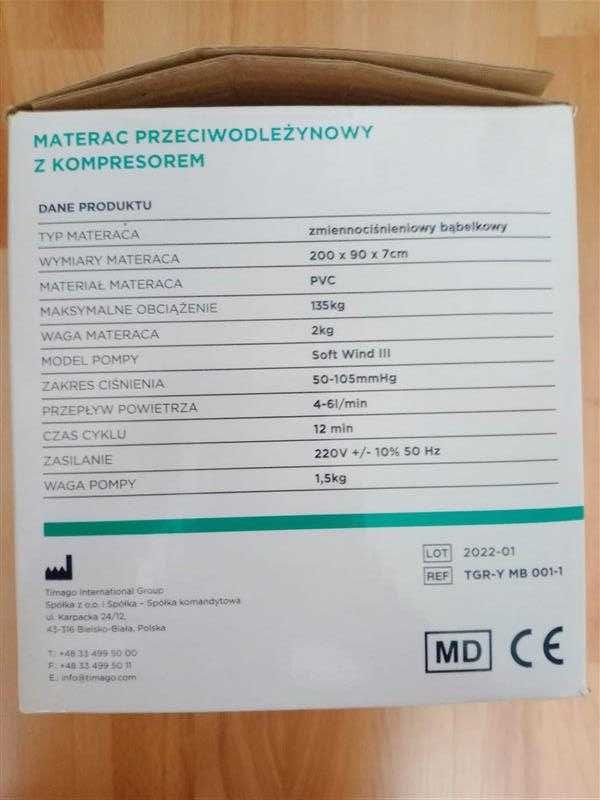 MATERAC PRZECIWODLEŻYNOWY
Z KOMPRESOREM
DANE PRODUKTU
TYP MATERACA zmiennociśnieniowy bąbelkowy
WYMIARY MATERACA 200 x 90 x 7cm
MATERIAŁ MATERACA PVC
MAKSYMALNE OBCIĄŻENIE 135kg
WAGA MATERACA 2kg
MODEL POMPY Soft Wind III
ZAKRES CIŚNIENIA 50-105mmHg
PRZEPŁYW POWIETRZA 4-6l/min
CZAS CYKLU 12 min
ZASILANIE 220V +/- 10% 50 Hz
WAGA POMPY 1,5kg
LOT 2022-01
REF TGR-Y MB 001-1
Timago International Group
Spółka z o.o. i Spółka - Spółka komandytowa
ul. Karpacka 24/12,
43-316 Bielsko-Biała, Polska
T.: +48 33 499 50 00
F.: +48 33 499 50 11
E.: info@timago.com
MD CE